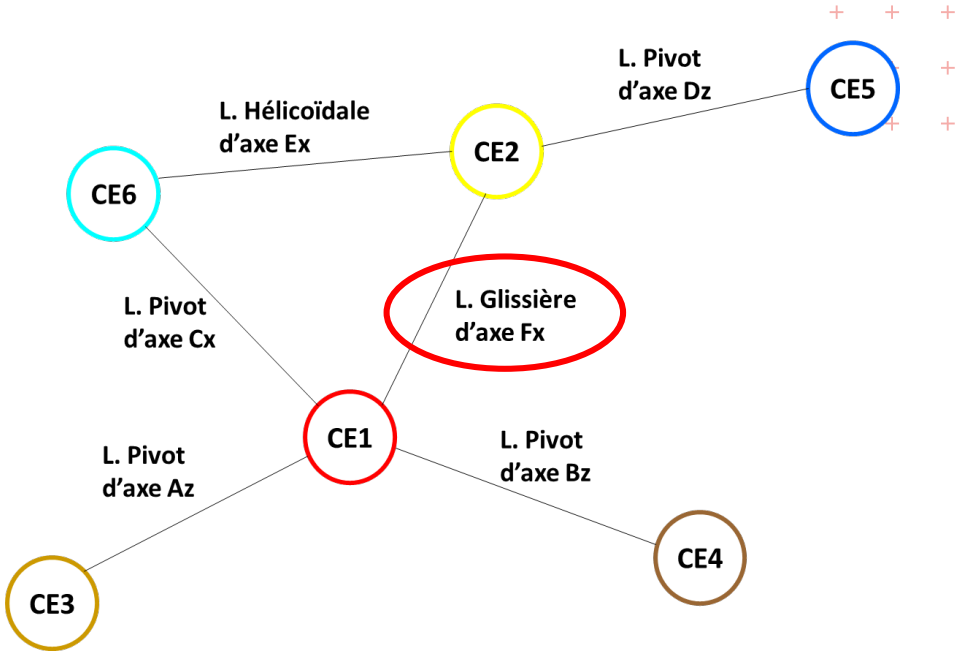 L. Pivot
d'axe Dz
CE5
L. Hélicoïdale
d'axe Ex
CE2
CE6
L. Glissière
d'axe Fx
L. Pivot
d'axe Cx
CE1
L. Pivot
d'axe Bz
L. Pivot
d'axe Az
CE4
CE3